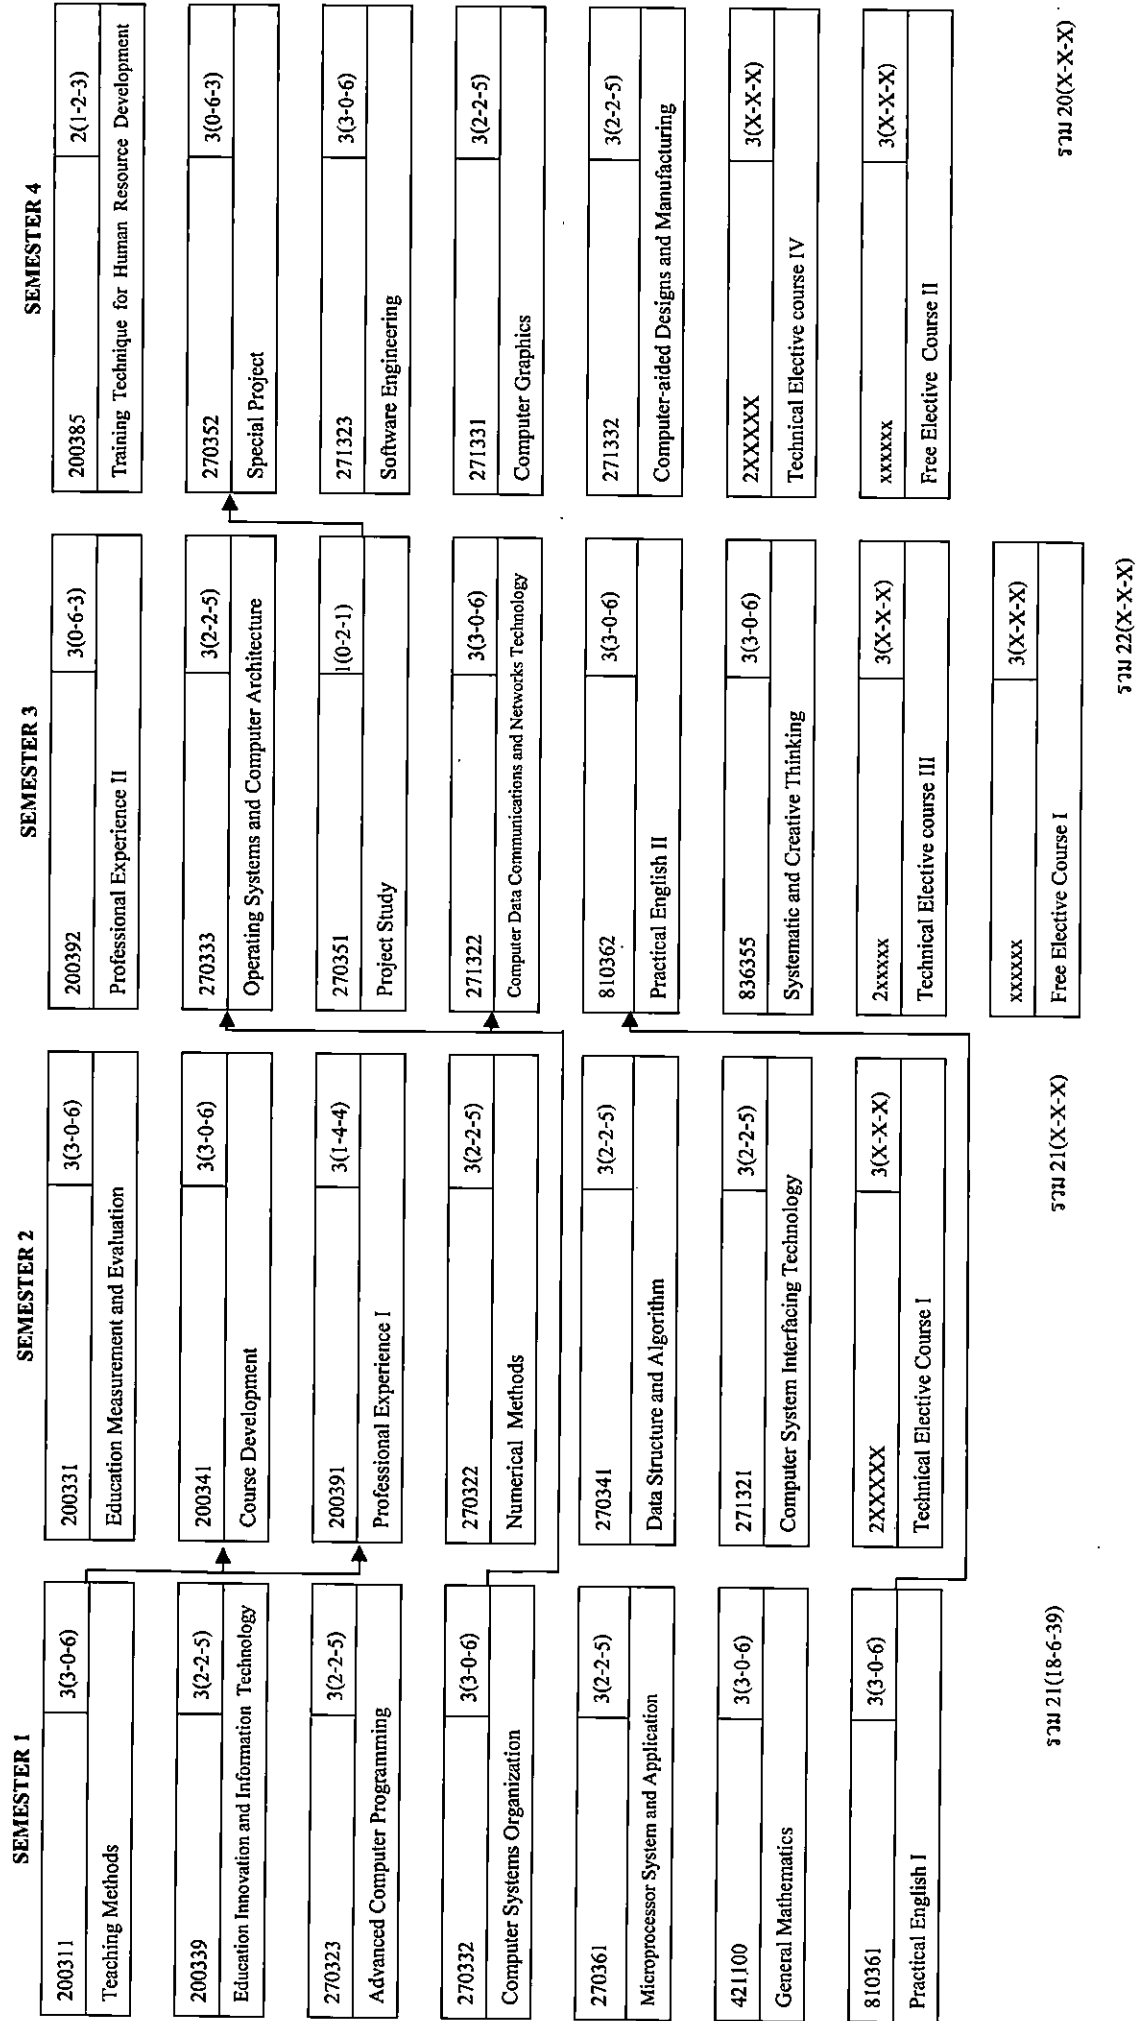 SEMESTER 1
200311 3(3-0-6)
Teaching Methods
200339 3(2-2-5)
Education Innovation and Information Technology
270323 3(2-2-5)
Advanced Computer Programming
270332 3(3-0-6)
Computer Systems Organization
270361 3(2-2-5)
Microprocessor System and Application
421100 3(3-0-6)
General Mathematics
810361 3(3-0-6)
Practical English I
รวม 21(18-6-39)
SEMESTER 2
200331 3(3-0-6)
Education Measurement and Evaluation
200341 3(3-0-6)
Course Development
200391 3(1-4-4)
Professional Experience I
270322 3(2-2-5)
Numerical Methods
270341 3(2-2-5)
Data Structure and Algorithm
271321 3(2-2-5)
Computer System Interfacing Technology
2XXXXX 3(X-X-X)
Technical Elective Course I
รวม 21(X-X-X)
SEMESTER 3
200392 3(0-6-3)
Professional Experience II
270333 3(2-2-5)
Operating Systems and Computer Architecture
270351 1(0-2-1)
Project Study
271322 3(3-0-6)
Computer Data Communications and Networks Technology
810362 3(3-0-6)
Practical English II
836355 3(3-0-6)
Systematic and Creative Thinking
2xxxxx 3(X-X-X)
Technical Elective course III
xxxxxx 3(X-X-X)
Free Elective Course I
รวม 22(X-X-X)
SEMESTER 4
200385 2(1-2-3)
Training Technique for Human Resource Development
270352 3(0-6-3)
Special Project
271323 3(3-0-6)
Software Engineering
271331 3(2-2-5)
Computer Graphics
271332 3(2-2-5)
Computer-aided Designs and Manufacturing
2XXXXX 3(X-X-X)
Technical Elective course IV
xxxxxx 3(X-X-X)
Free Elective Course II
รวม 20(X-X-X)